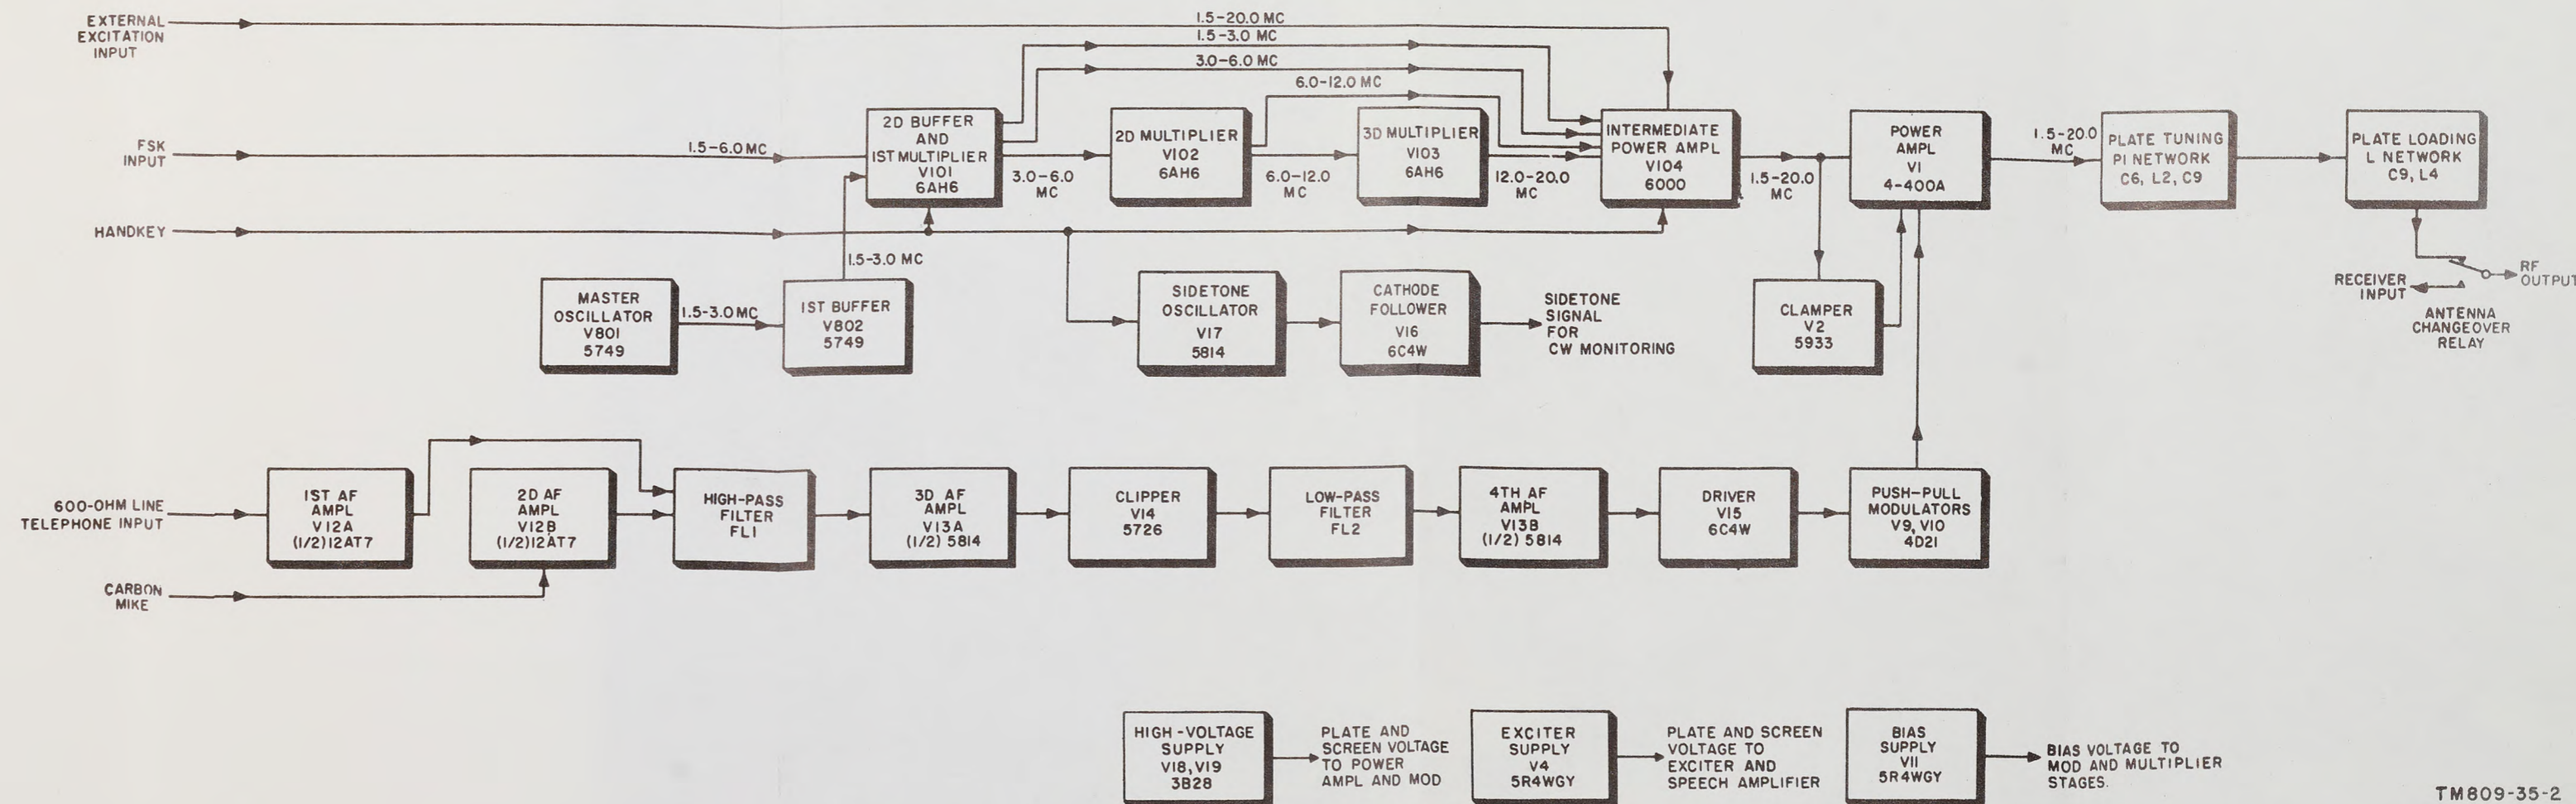 EXTERNAL
EXCITATION
INPUT
1.5-20.0 MC
1.5-3.0 MC
3.0-6.0 MC
6.0-12.0 MC
FSK
INPUT
1.5-6.0 MC
2D BUFFER
AND
1ST MULTIPLIER
V101
6AH6
3.0-6.0
MC
2D MULTIPLIER
V102
6AH6
6.0-12.0
MC
3D MULTIPLIER
V103
6AH6
12.0-20.0
MC
INTERMEDIATE
POWER AMPL
V104
6000
1.5-20.0
MC
POWER
AMPL
V1
4-400A
1.5-20.0
MC
PLATE TUNING
PI NETWORK
C6, L2, C9
PLATE LOADING
L NETWORK
C9, L4
HANDKEY
1.5-3.0 MC
MASTER
OSCILLATOR
V801
5749
1.5-3.0 MC
1ST BUFFER
V802
5749
SIDETONE
OSCILLATOR
V17
5814
CATHODE
FOLLOWER
V16
6C4W
SIDETONE
SIGNAL
FOR
CW MONITORING
CLAMPER
V2
5933
RF
OUTPUT
RECEIVER
INPUT
ANTENNA
CHANGEOVER
RELAY
600-OHM LINE
TELEPHONE INPUT
1ST AF
AMPL
V12A
(1/2)12AT7
2D AF
AMPL
V12B
(1/2)12AT7
HIGH-PASS
FILTER
FL1
3D AF
AMPL
V13A
(1/2) 5814
CLIPPER
V14
5726
LOW-PASS
FILTER
FL2
4TH AF
AMPL
V13B
(1/2) 5814
DRIVER
V15
6C4W
PUSH-PULL
MODULATORS
V9, V10
4D21
CARBON
MIKE
HIGH-VOLTAGE
SUPPLY
V18, V19
3B28
PLATE AND
SCREEN VOLTAGE
TO POWER
AMPL AND MOD
EXCITER
SUPPLY
V4
5R4WGY
PLATE AND SCREEN
VOLTAGE TO
EXCITER AND
SPEECH AMPLIFIER
BIAS
SUPPLY
V11
5R4WGY
BIAS VOLTAGE TO
MOD AND MULTIPLIER
STAGES.
TM809-35-2